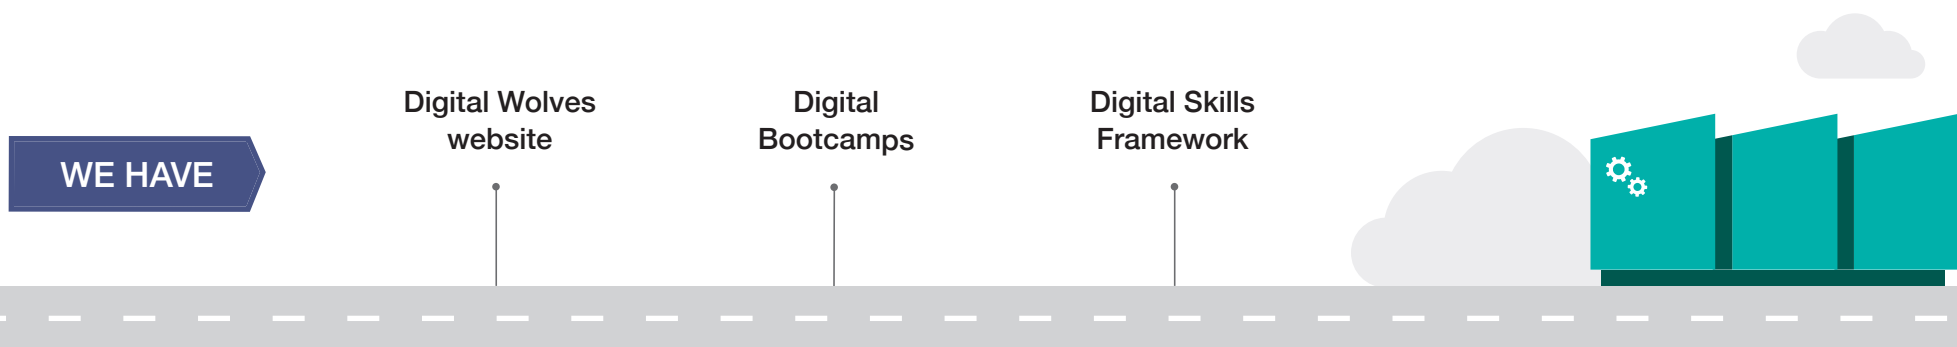 WE HAVE
Digital Wolves
website
Digital
Bootcamps
Digital Skills
Framework